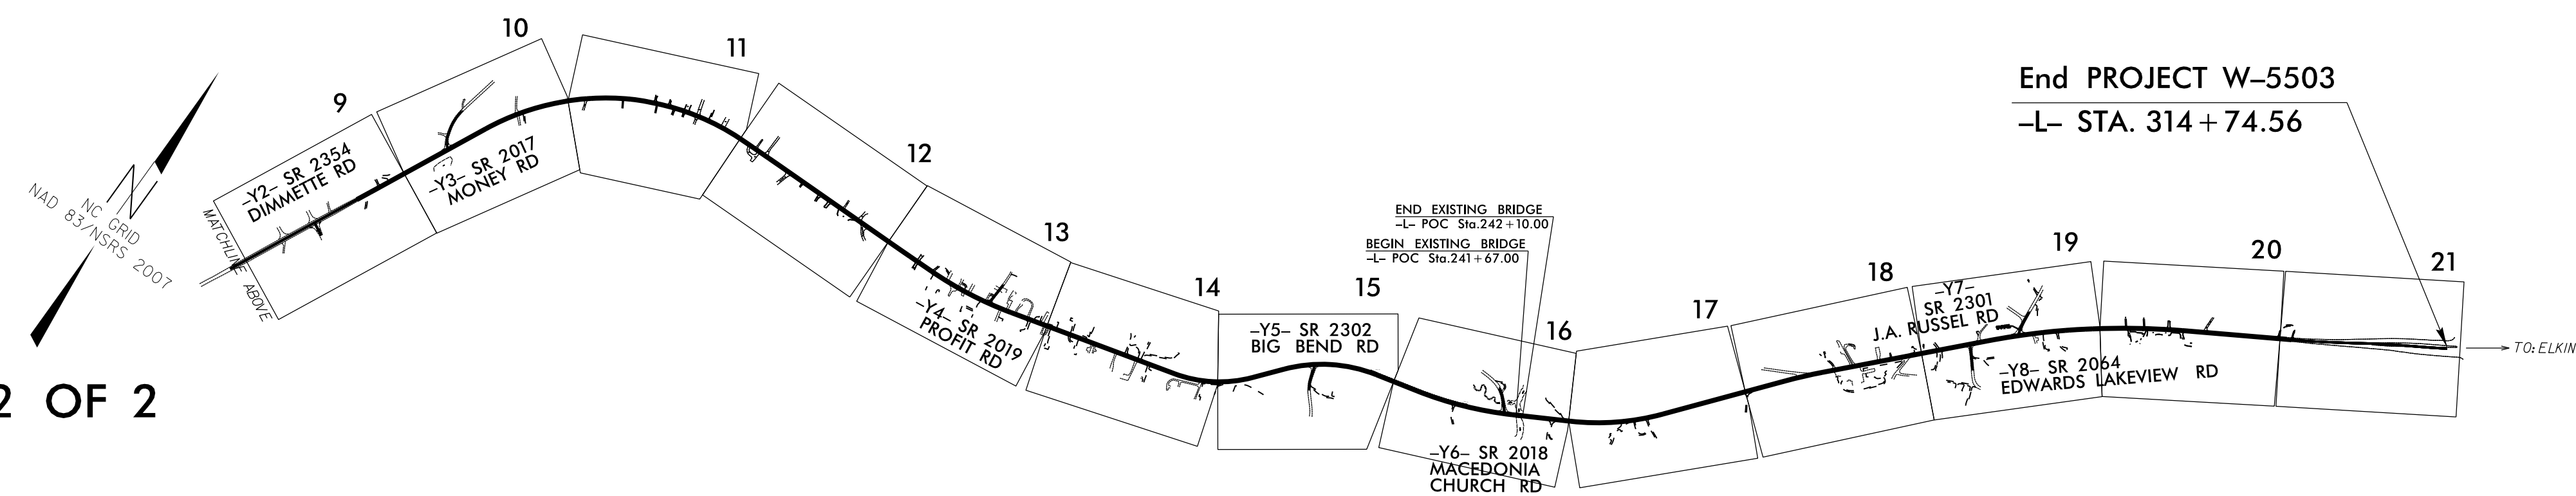 10
11
9
End PROJECT W–5503
–L– STA. 314+74.56
–Y2– SR 2354
DIMMETTE RD
–Y3– SR 2017
MONEY RD
12
NC GRID
NAD 83/NSRS 2007
MATCHLINE ABOVE
13
END EXISTING BRIDGE
–L– POC Sta.242+10.00
BEGIN EXISTING BRIDGE
–L– POC Sta.241+67.00
14
15
–Y4– SR 2019
PROFIT RD
–Y5– SR 2302
BIG BEND RD
16
17
18
19
20
21
–Y7–
SR 2301
J.A. RUSSEL RD
TO: ELKIN
–Y8– SR 2064
EDWARDS LAKEVIEW RD
2 OF 2
–Y6– SR 2018
MACEDONIA
CHURCH RD